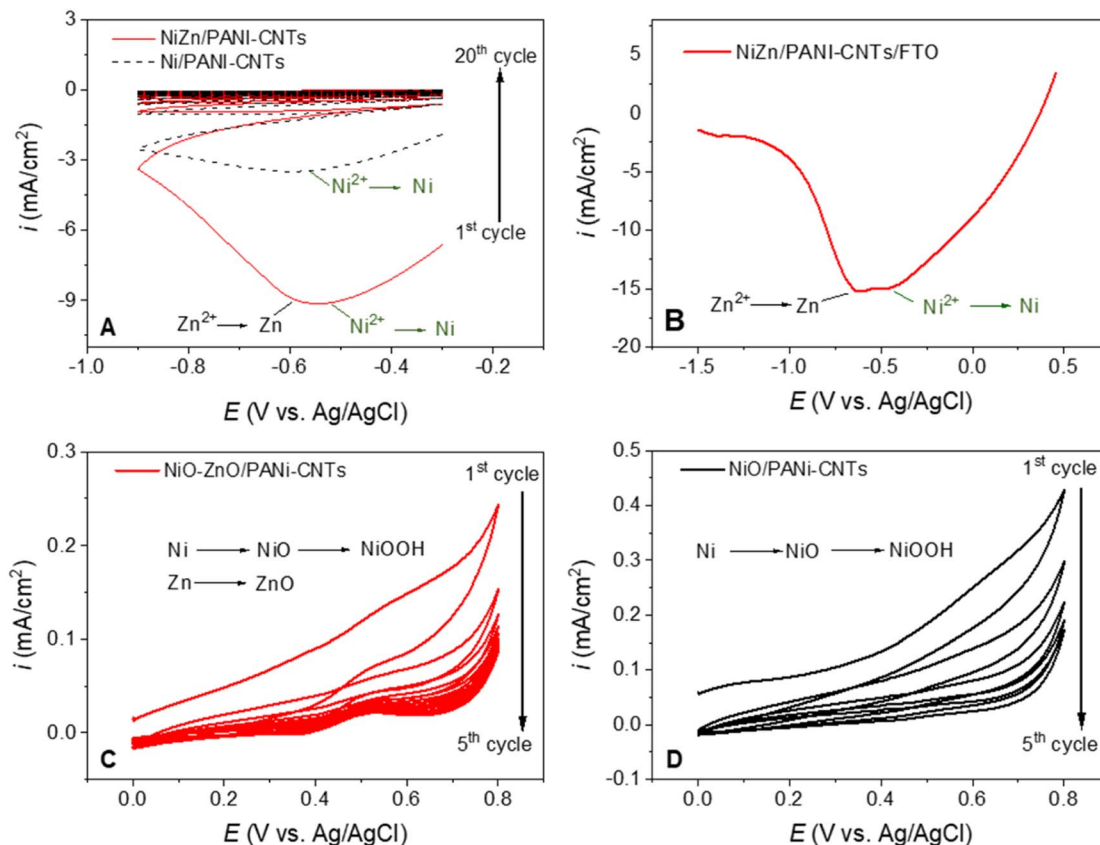 NiZn/PANI-CNTs
Ni/PANI-CNTs
20th cycle
Ni2+ → Ni
1st cycle
Zn2+ → Zn
Ni2+ → Ni
A
0
-3
-6
-9
-1.0
-0.8
-0.6
-0.4
-0.2
i (mA/cm2)
E (V vs. Ag/AgCl)
NiZn/PANI-CNTs/FTO
Zn2+ → Zn
Ni2+ → Ni
B
5
0
-5
-10
-15
-20
-1.5
-1.0
-0.5
0.0
0.5
i (mA/cm2)
E (V vs. Ag/AgCl)
NiO-ZnO/PANi-CNTs
1st cycle
Ni → NiO → NiOOH
Zn → ZnO
5th cycle
C
0.3
0.2
0.1
0.0
0.0
0.2
0.4
0.6
0.8
i (mA/cm2)
E (V vs. Ag/AgCl)
NiO/PANi-CNTs
1st cycle
Ni → NiO → NiOOH
5th cycle
D
0.5
0.4
0.3
0.2
0.1
0.0
-0.1
0.0
0.2
0.4
0.6
0.8
i (mA/cm2)
E (V vs. Ag/AgCl)